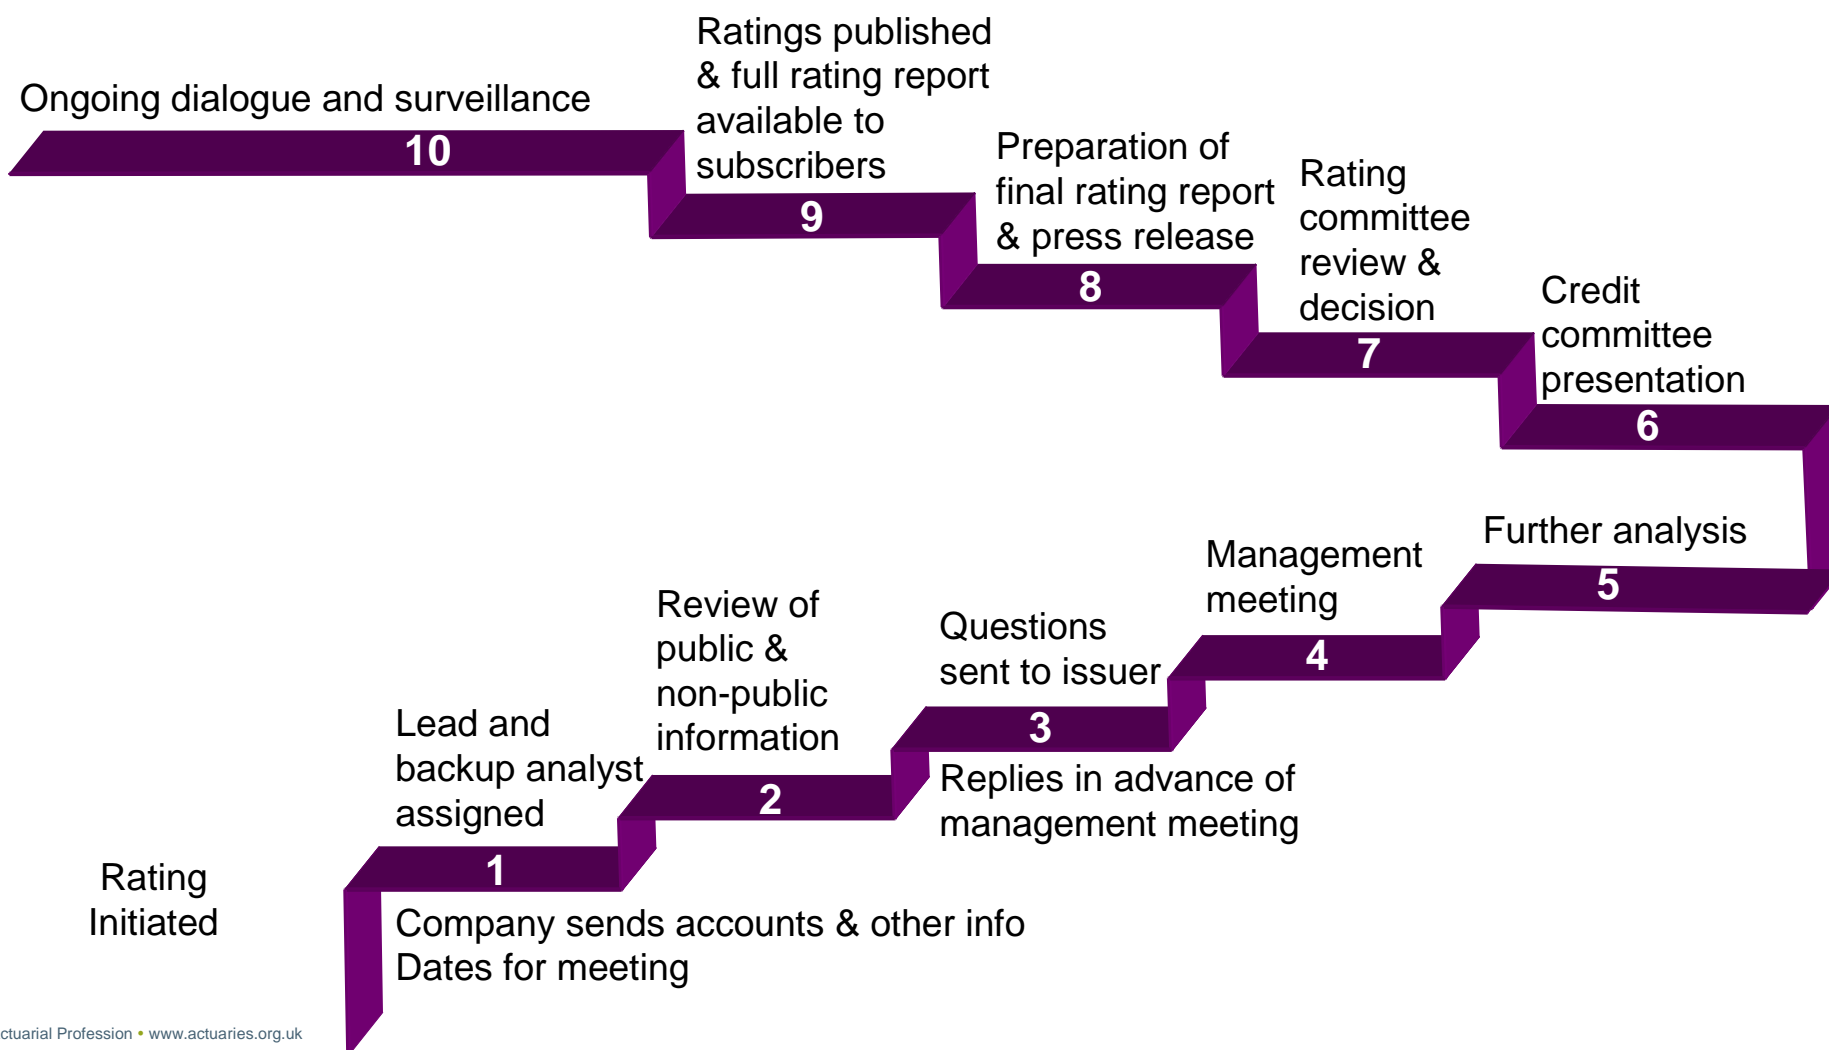 Ratings published
& full rating report
available to
subscribers
Ongoing dialogue and surveillance
10
9
Preparation of
final rating report
& press release
8
Rating
committee
review &
decision
7
Credit
committee
presentation
6
Further analysis
5
Management
meeting
4
Questions
sent to issuer
3
Replies in advance of
management meeting
Review of
public &
non-public
information
2
Lead and
backup analyst
assigned
1
Rating
Initiated
Company sends accounts & other info
Dates for meeting
ctuarial Profession • www.actuaries.org.uk